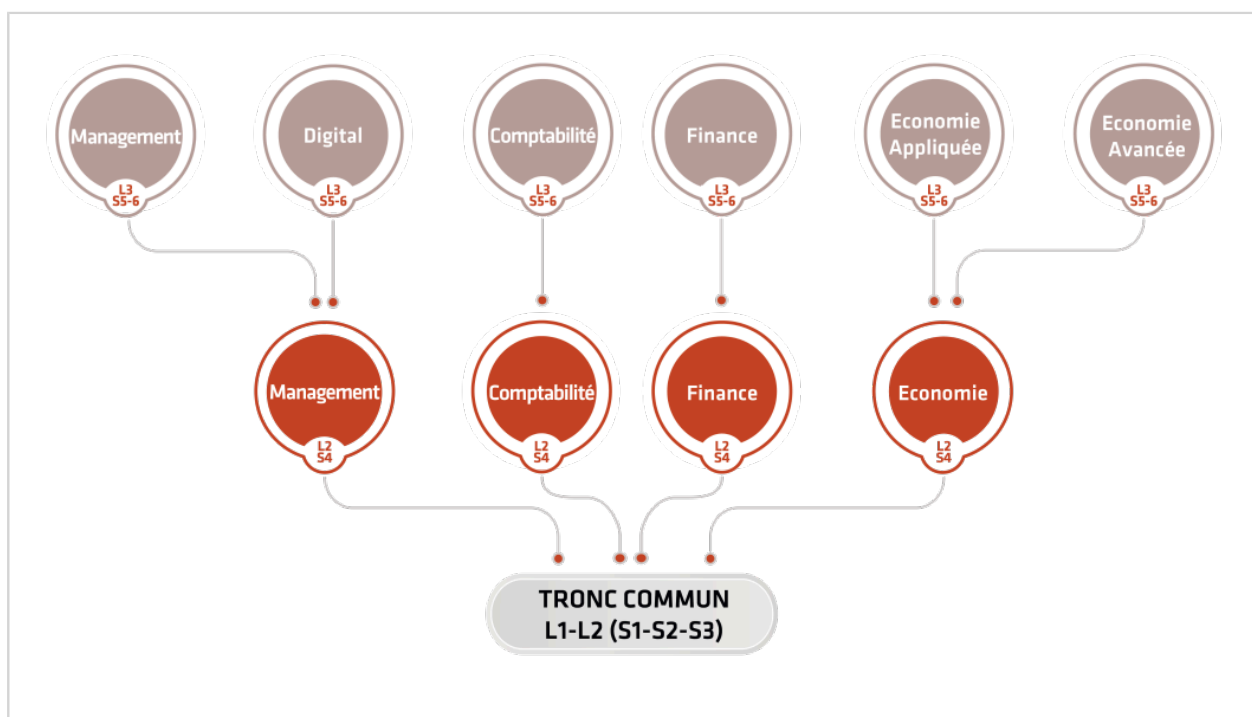 Management
L3
S5-6
Digital
L3
S5-6
Comptabilité
L3
S5-6
Finance
L3
S5-6
Economie
Appliquée
L3
S5-6
Economie
Avancée
L3
S5-6
Management
L2
S4
Comptabilité
L2
S4
Finance
L2
S4
Economie
L2
S4
TRONC COMMUN
L1-L2 (S1-S2-S3)